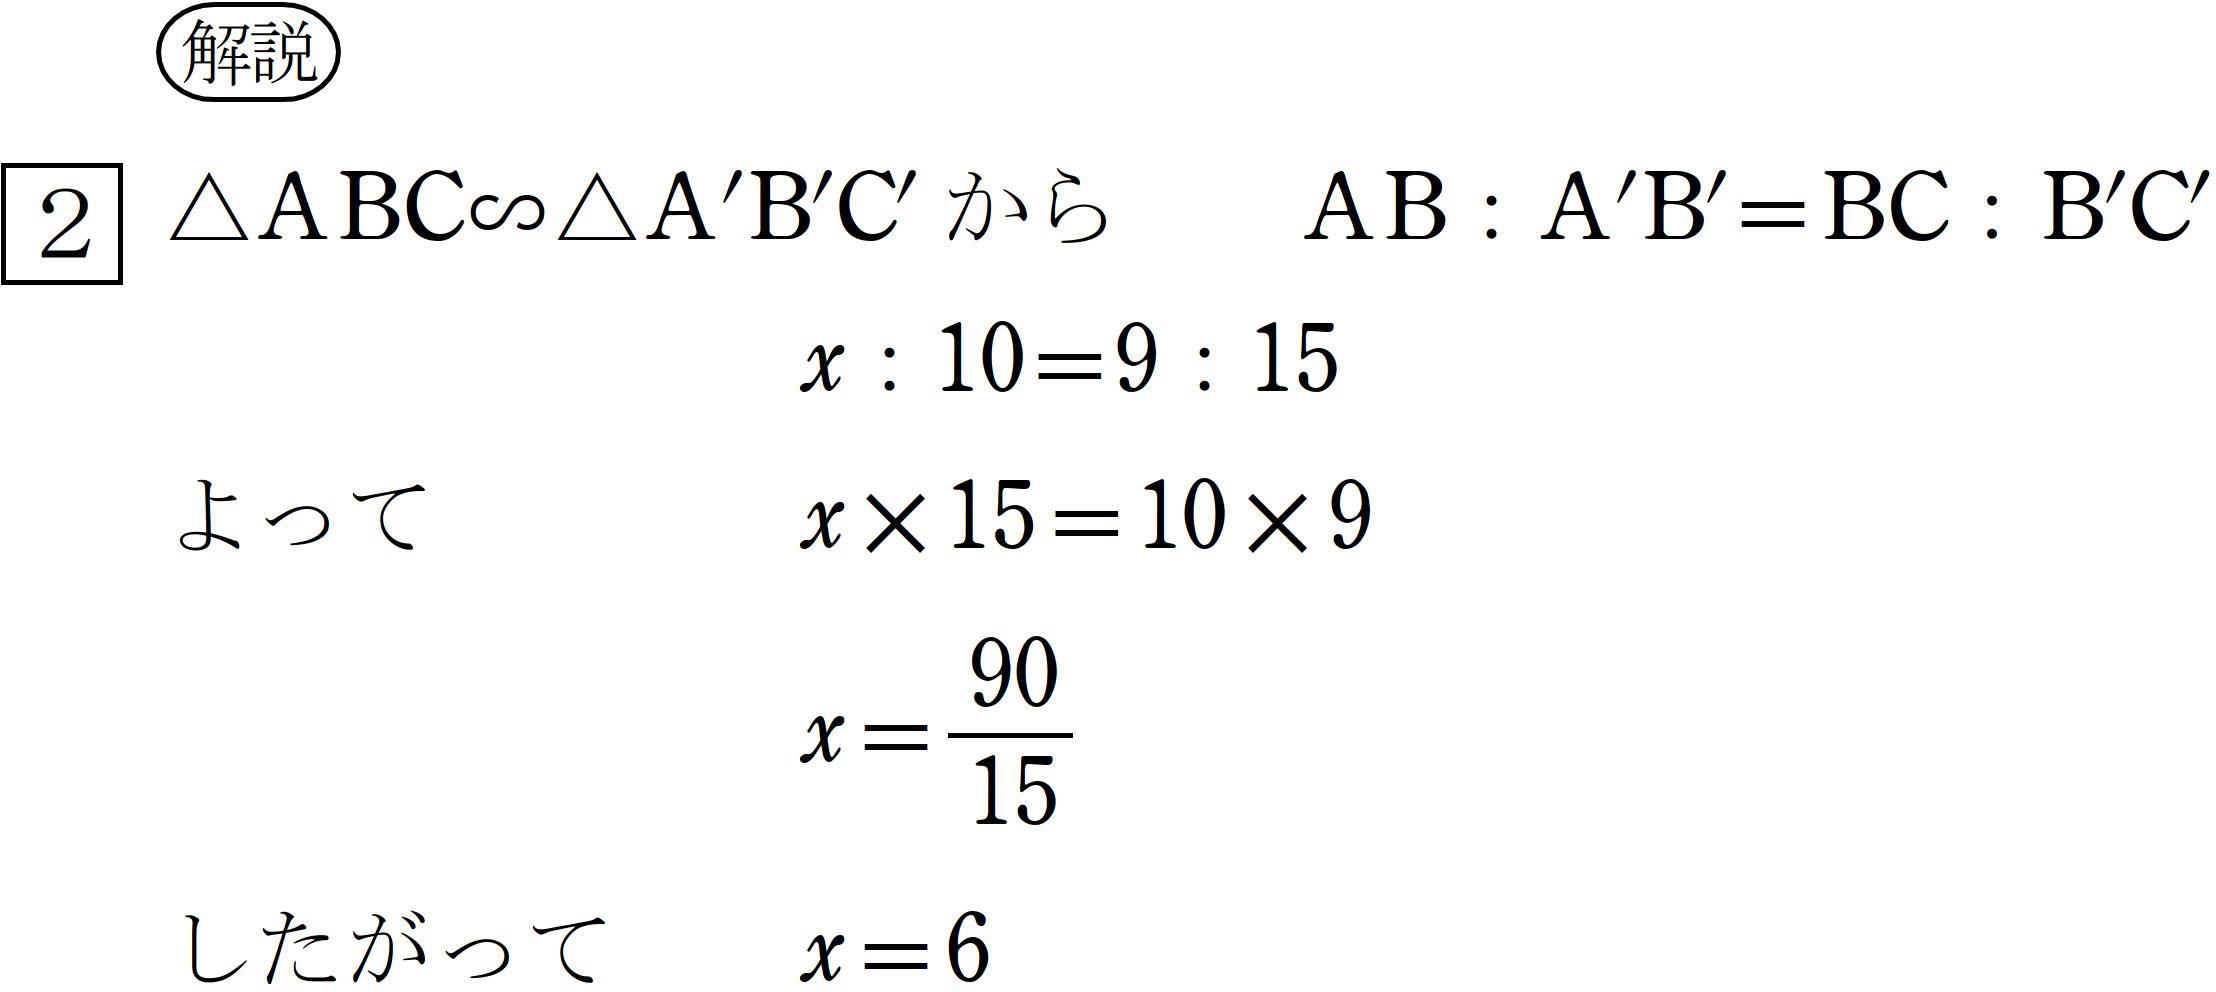 解説
2 △ABC∽△A′B′C′ から AB : A′B′=BC : B′C′
x : 10=9 : 15
よって x×15=10×9
x=90/15
したがって x=6